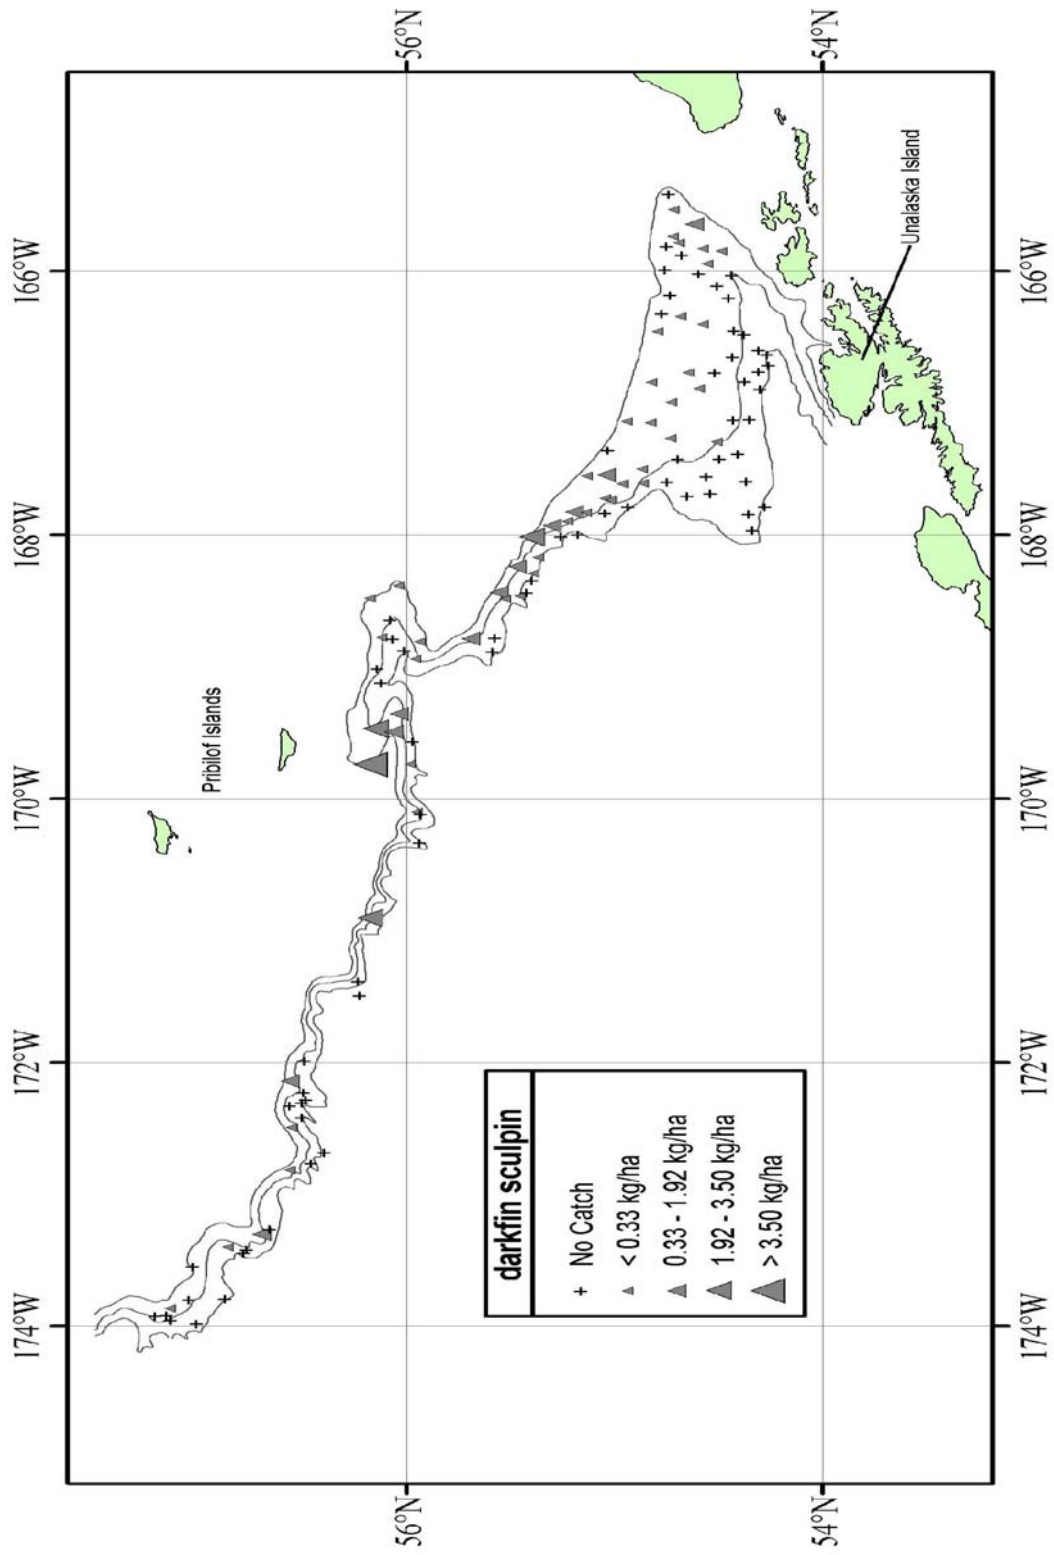 174°W
172°W
170°W
168°W
166°W
56°N
56°N
54°N
54°N
Pribilof Islands
Unalaska Island
darkfin sculpin
No Catch
< 0.33 kg/ha
0.33 - 1.92 kg/ha
1.92 - 3.50 kg/ha
> 3.50 kg/ha
174°W
172°W
170°W
168°W
166°W